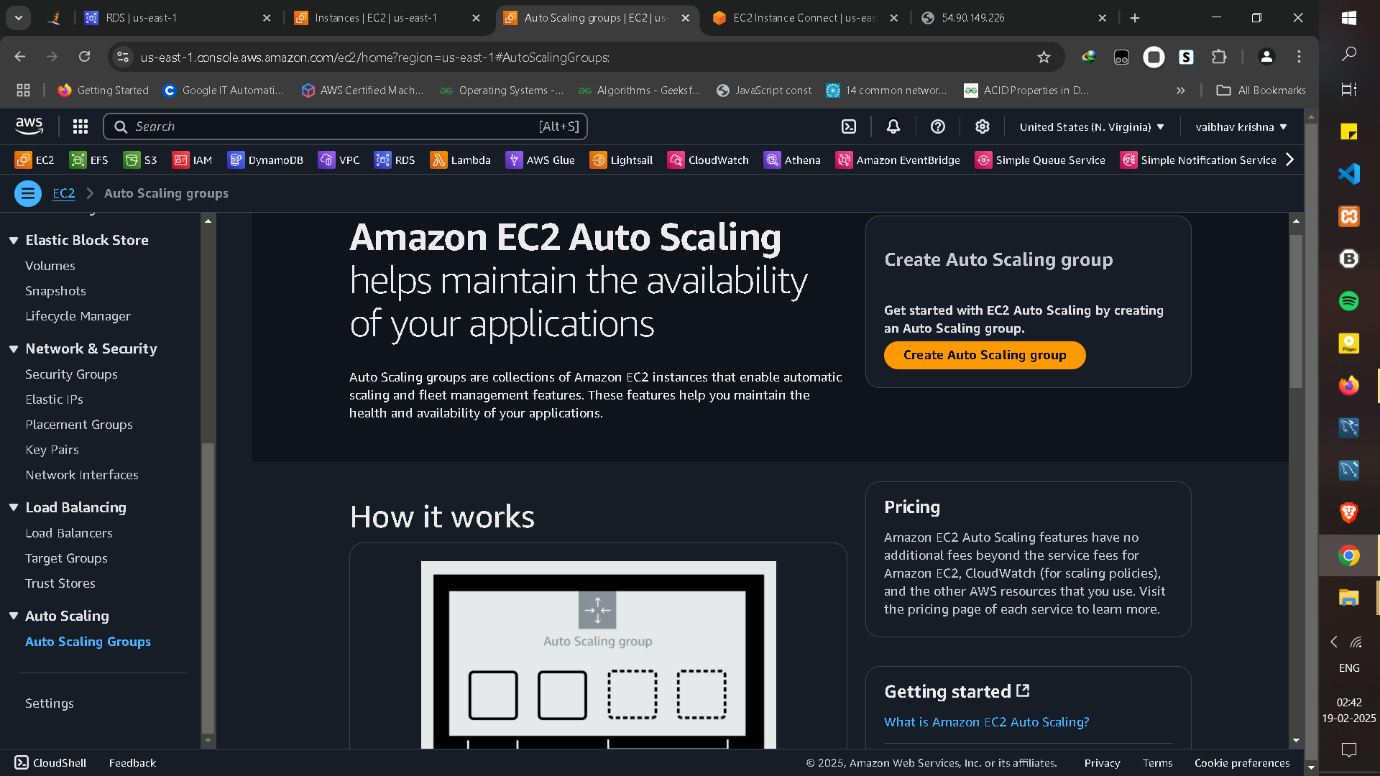 RDS | us-east-1
Instances | EC2 | us-east-1
Auto Scaling groups | EC2 | us-
EC2 Instance Connect | us-eas
54.90.149.226
us-east-1.console.aws.amazon.com/ec2/home?region=us-east-1#AutoScalingGroups:
Getting Started
Google IT Automati...
AWS Certified Mach...
Operating Systems -...
Algorithms - Geeksf...
JavaScript const
14 common networ...
ACID Properties in D...
All Bookmarks
aws
Search
[Alt+S]
United States (N. Virginia)
vaibhav krishna
EC2
EFS
S3
IAM
DynamoDB
VPC
RDS
Lambda
AWS Glue
Lightsail
CloudWatch
Athena
Amazon EventBridge
Simple Queue Service
Simple Notification Service
EC2
Auto Scaling groups
Elastic Block Store
Volumes
Snapshots
Lifecycle Manager
Network & Security
Security Groups
Elastic IPs
Placement Groups
Key Pairs
Network Interfaces
Load Balancing
Load Balancers
Target Groups
Trust Stores
Auto Scaling
Auto Scaling Groups
Settings
Amazon EC2 Auto Scaling
helps maintain the availability
of your applications
Auto Scaling groups are collections of Amazon EC2 instances that enable automatic
scaling and fleet management features. These features help you maintain the
health and availability of your applications.
Create Auto Scaling group
Get started with EC2 Auto Scaling by creating
an Auto Scaling group.
Create Auto Scaling group
How it works
Auto Scaling group
Pricing
Amazon EC2 Auto Scaling features have no
additional fees beyond the service fees for
Amazon EC2, CloudWatch (for scaling policies),
and the other AWS resources that you use. Visit
the pricing page of each service to learn more.
Getting started
What is Amazon EC2 Auto Scaling?
CloudShell
Feedback
© 2025, Amazon Web Services, Inc. or its affiliates.
Privacy
Terms
Cookie preferences
ENG
02:42
19-02-2025